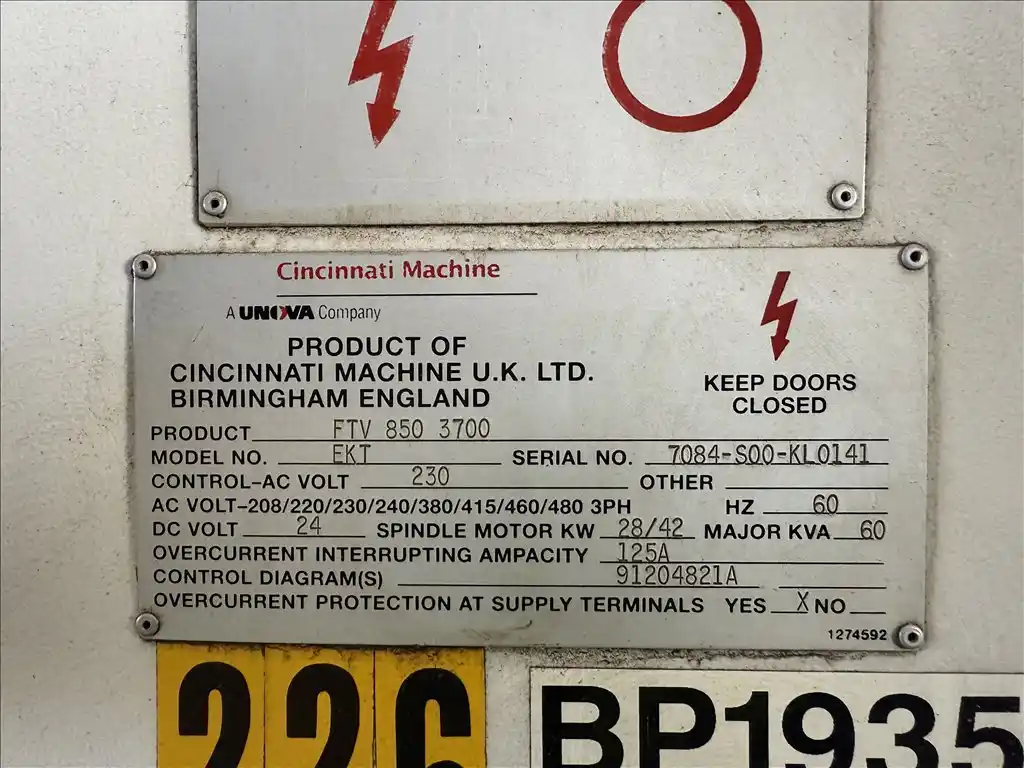 Cincinnati Machine
A UNOVA Company
PRODUCT OF
CINCINNATI MACHINE U.K. LTD.
BIRMINGHAM ENGLAND
KEEP DOORS
CLOSED
PRODUCT FTV 850 3700
MODEL NO. EKT SERIAL NO. 7084-S00-KL0141
CONTROL-AC VOLT 230 OTHER
AC VOLT-208/220/230/240/380/415/460/480 3PH HZ 60
DC VOLT 24 SPINDLE MOTOR KW 28/42 MAJOR KVA 60
OVERCURRENT INTERRUPTING AMPACITY 125A
CONTROL DIAGRAM(S) 91204821A
OVERCURRENT PROTECTION AT SUPPLY TERMINALS YES X NO
1274592
226
BP1935